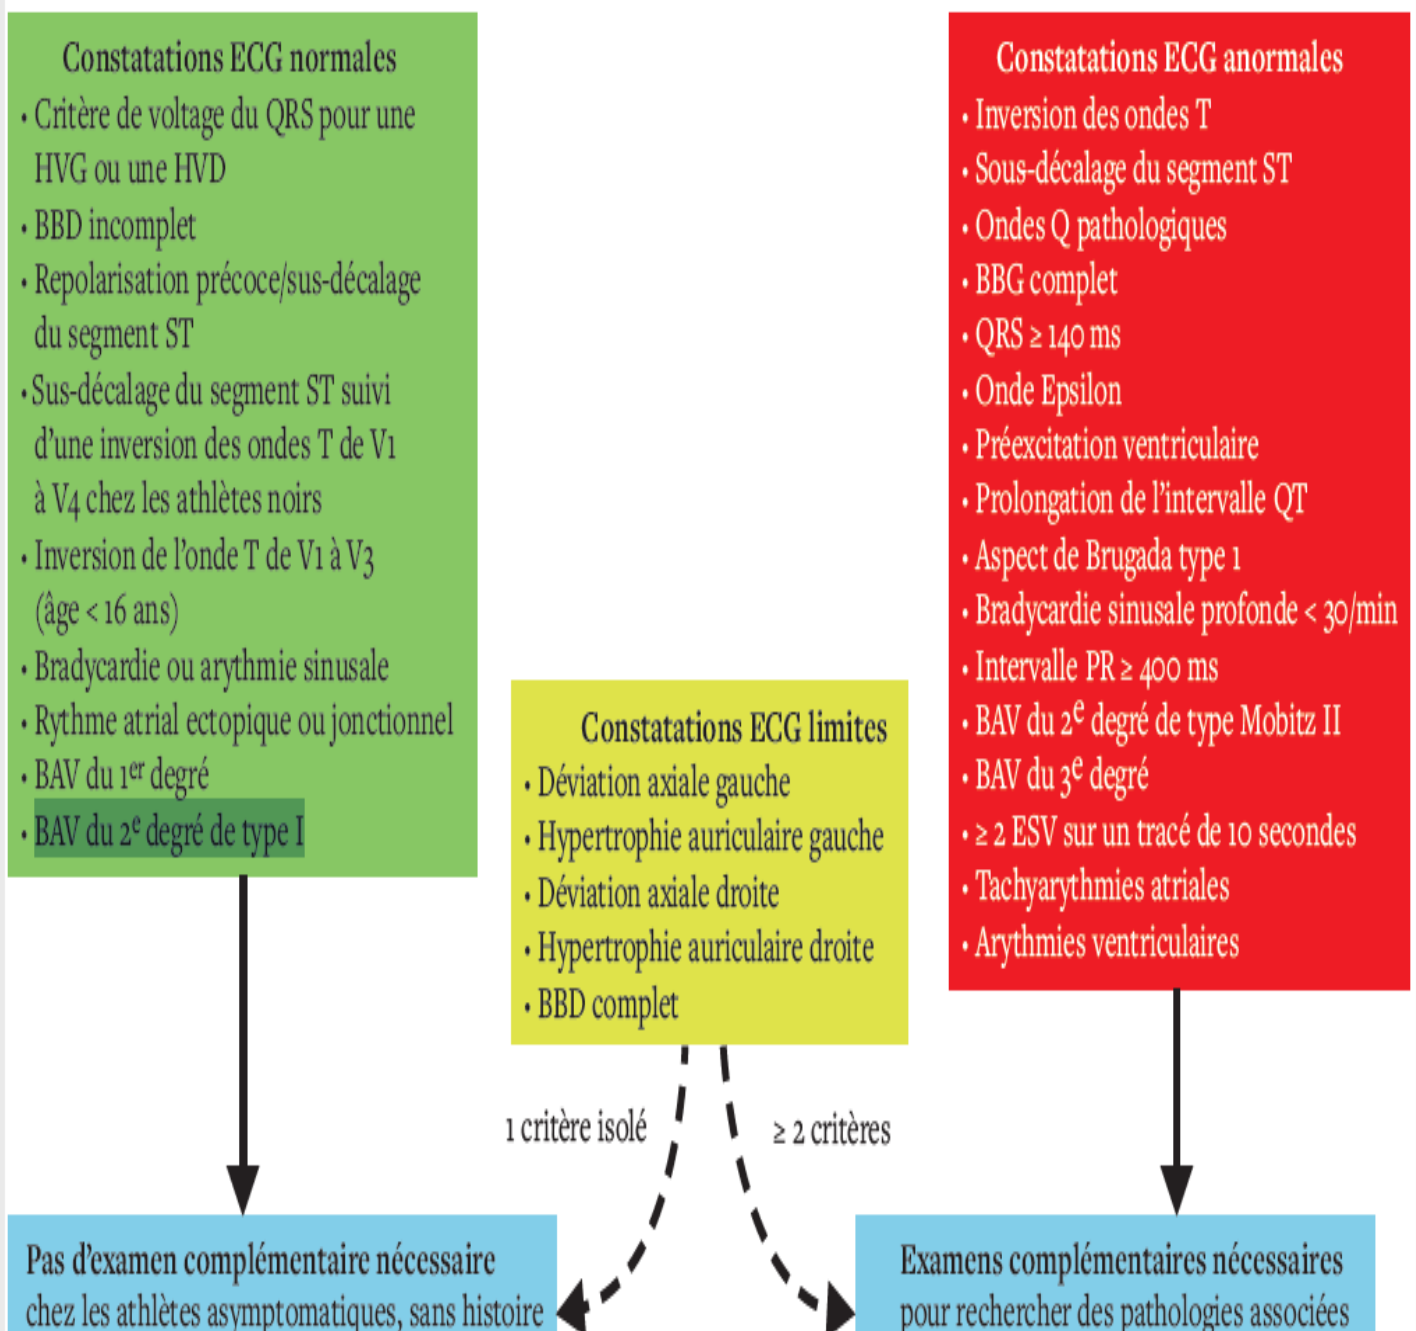 Constatations ECG normales
• Critère de voltage du QRS pour une
HVG ou une HVD
• BBD incomplet
• Repolarisation précoce/sus-décalage
du segment ST
• Sus-décalage du segment ST suivi
d’une inversion des ondes T de V1
à V4 chez les athlètes noirs
• Inversion de l’onde T de V1 à V3
(âge < 16 ans)
• Bradycardie ou arythmie sinusale
• Rythme atrial ectopique ou jonctionnel
• BAV du 1er degré
• BAV du 2e degré de type I
Constatations ECG limites
• Déviation axiale gauche
• Hypertrophie auriculaire gauche
• Déviation axiale droite
• Hypertrophie auriculaire droite
• BBD complet
Constatations ECG anormales
• Inversion des ondes T
• Sous-décalage du segment ST
• Ondes Q pathologiques
• BBG complet
• QRS ≥ 140 ms
• Onde Epsilon
• Préexcitation ventriculaire
• Prolongation de l’intervalle QT
• Aspect de Brugada type 1
• Bradycardie sinusale profonde < 30/min
• Intervalle PR ≥ 400 ms
• BAV du 2e degré de type Mobitz II
• BAV du 3e degré
• ≥ 2 ESV sur un tracé de 10 secondes
• Tachyarythmies atriales
• Arythmies ventriculaires
1 critère isolé
≥ 2 critères
Pas d’examen complémentaire nécessaire
chez les athlètes asymptomatiques, sans histoire
Examens complémentaires nécessaires
pour rechercher des pathologies associées